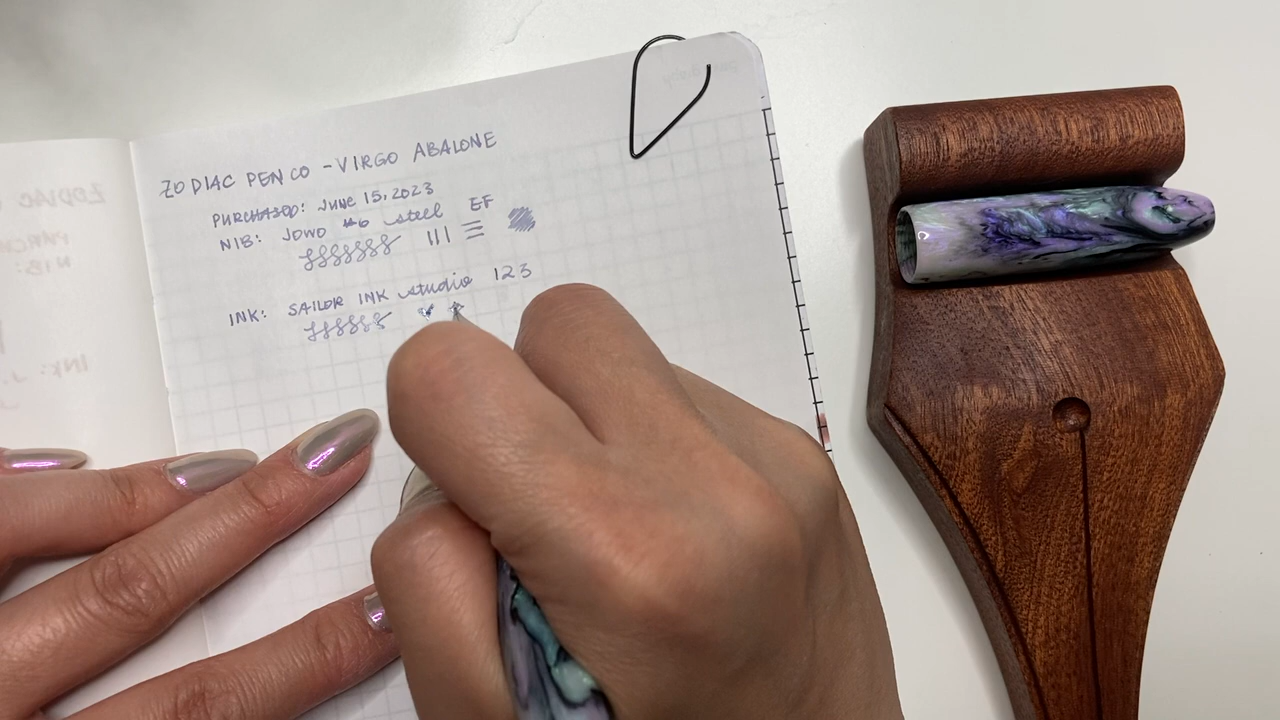 ZODIAC PEN CO - VIRGO ABALONE
PURCHASED: JUNE 15, 2023
NIB: JOWO #6 steel EF
INK: SAILOR INK studio 123